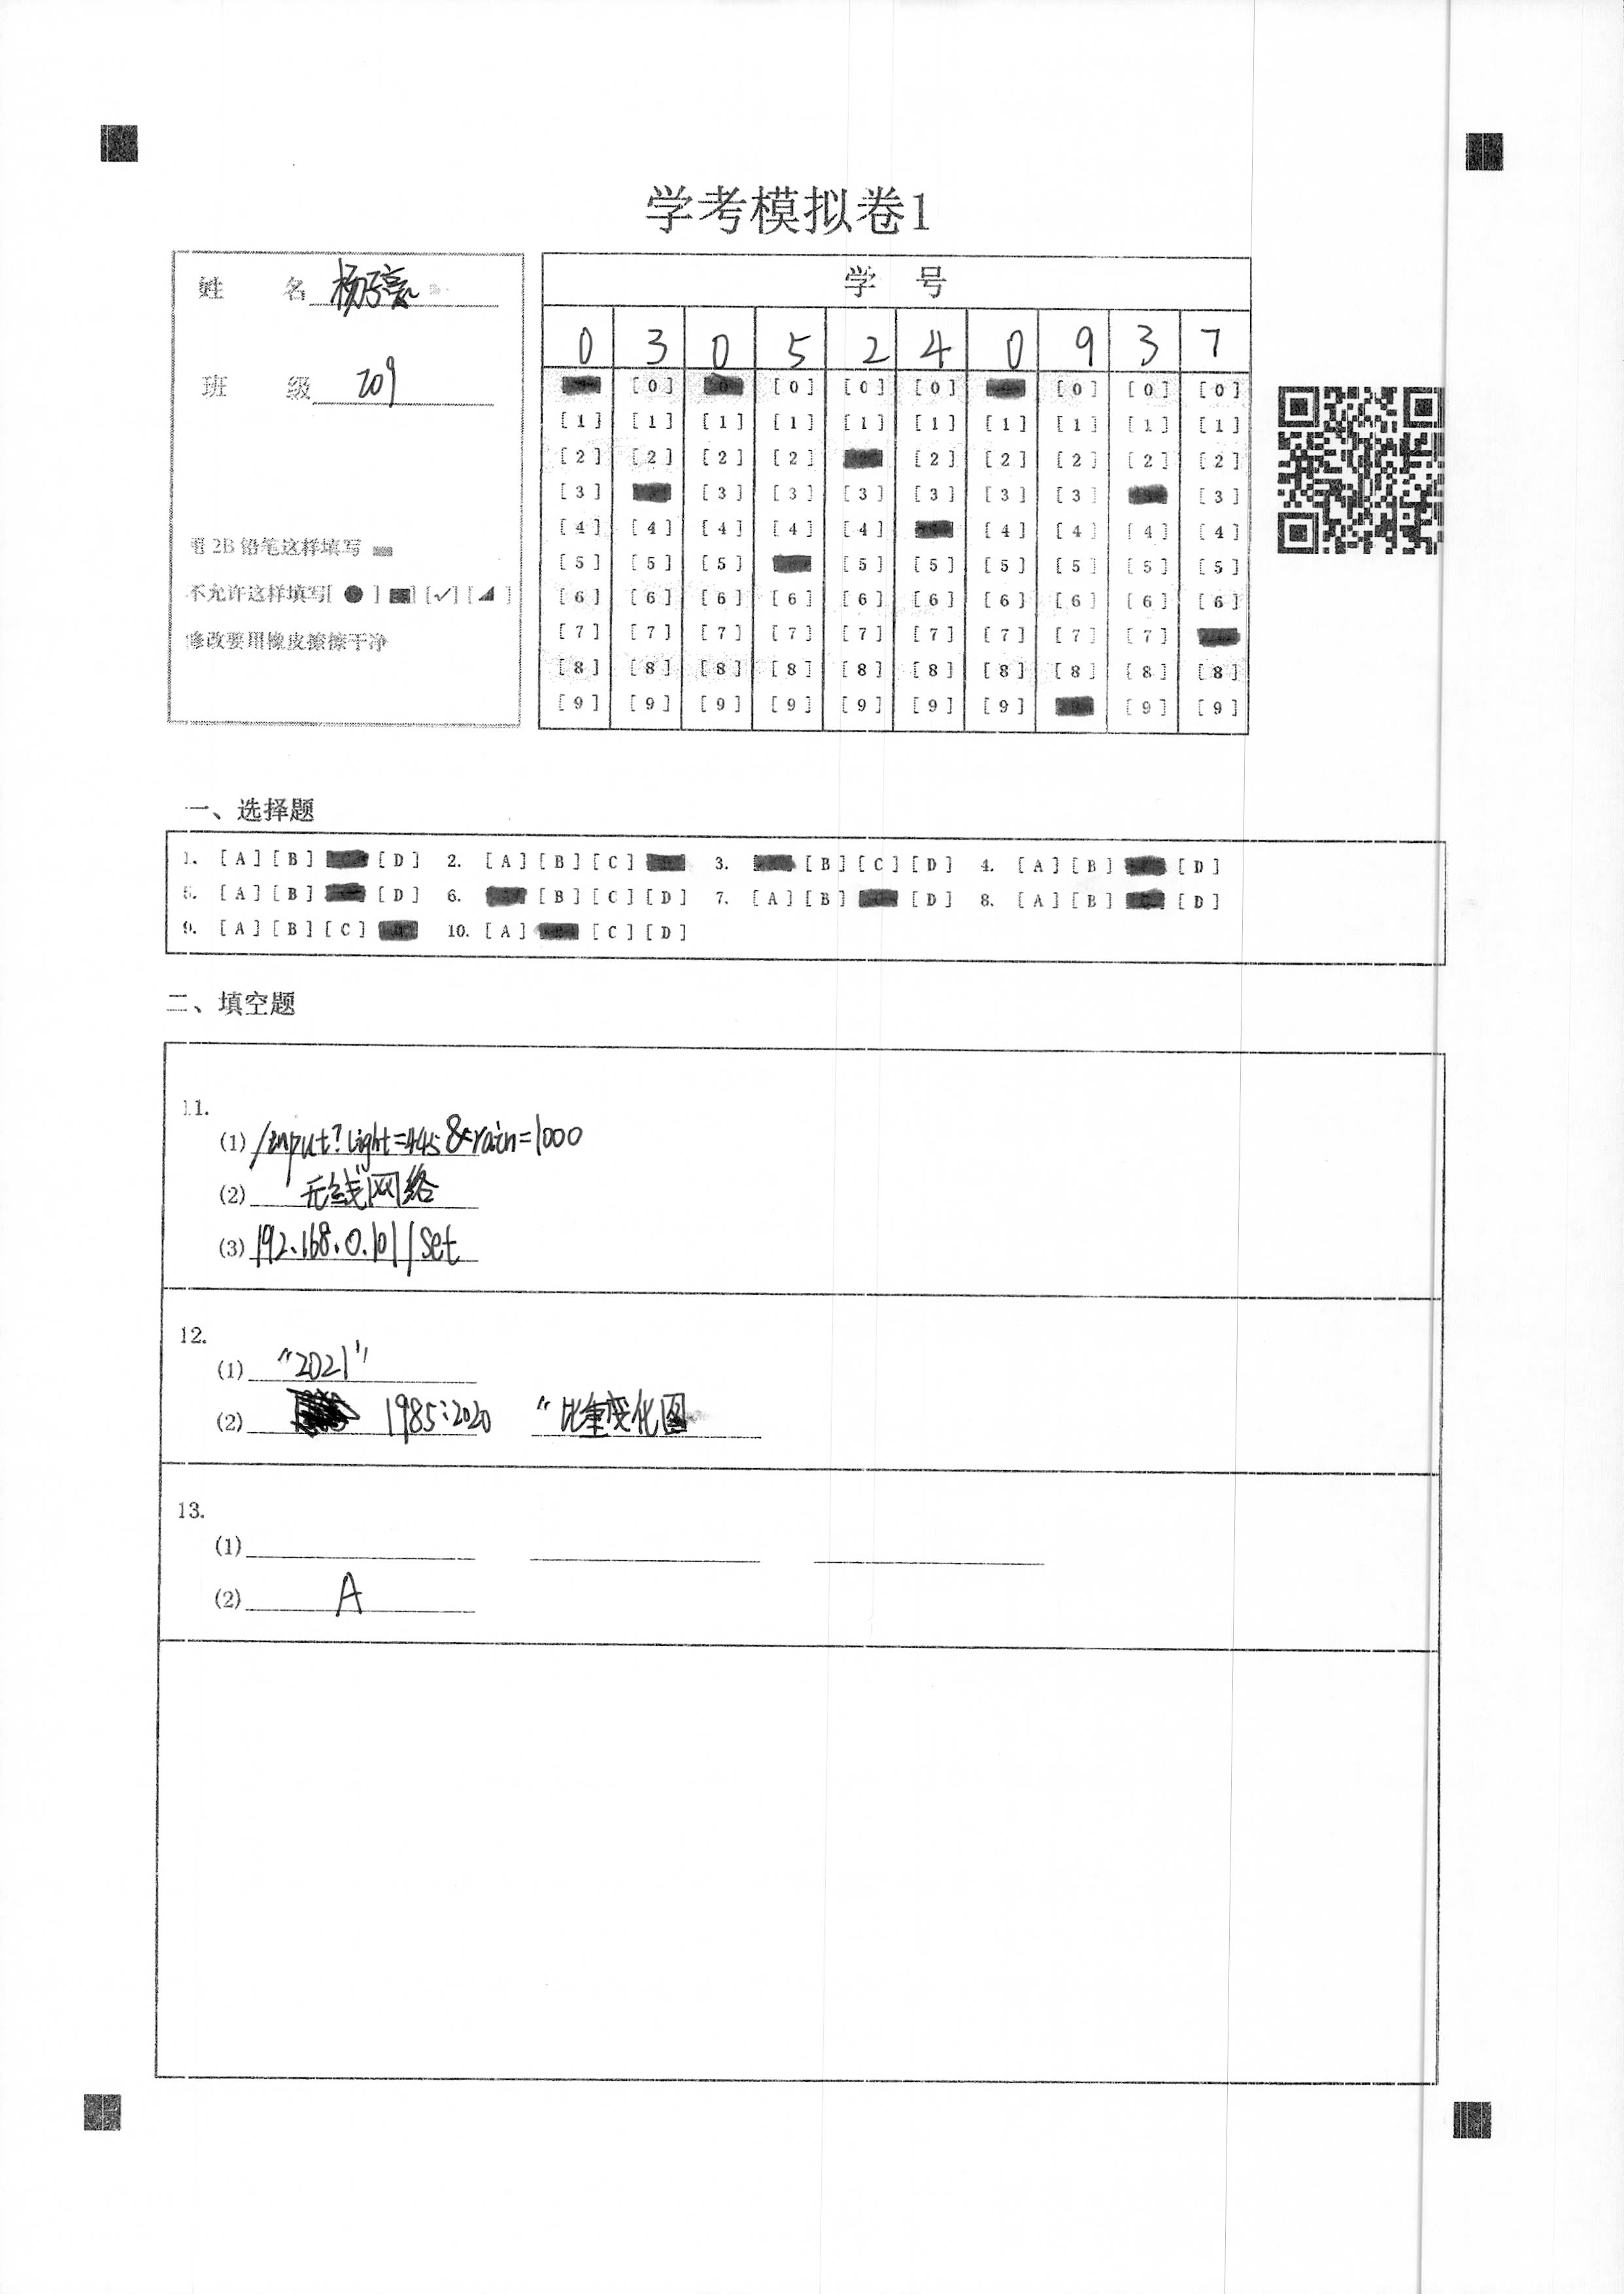 学考模拟卷1
姓 名 杨
班 级 209
用2B铅笔这样填写
不允许这样填写[ ● ] [■] [✓] [◢ ]
修改要用橡皮擦擦干净
学 号
0 3 0 5 2 4 0 9 3 7
[0] [0] [0] [0] [0] [0] [0]
[1] [1] [1] [1] [1] [1] [1] [1] [1] [1]
[2] [2] [2] [2] [2] [2] [2] [2] [2]
[3] [3] [3] [3] [3] [3] [3] [3]
[4] [4] [4] [4] [4] [4] [4] [4] [4]
[5] [5] [5] [5] [5] [5] [5] [5] [5]
[6] [6] [6] [6] [6] [6] [6] [6] [6] [6]
[7] [7] [7] [7] [7] [7] [7] [7] [7]
[8] [8] [8] [8] [8] [8] [8] [8] [8] [8]
[9] [9] [9] [9] [9] [9] [9] [9] [9]
一、选择题
1. [A] [B] [D] 2. [A] [B] [C] 3. [B] [C] [D] 4. [A] [B] [D]
5. [A] [B] [D] 6. [B] [C] [D] 7. [A] [B] [D] 8. [A] [B] [D]
9. [A] [B] [C] 10. [A] [C] [D]
二、填空题
11.
(1) /input?light=445&rain=1000
(2) 无线网络
(3) 192.168.0.101/set
12.
(1) "2021"
(2) 1985:2020 "比重变化图
13.
(1)
(2) A